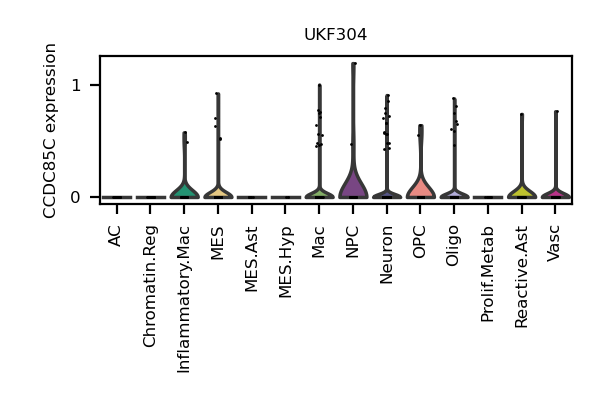 UKF304
CCDC85C expression
1
0
AC
Chromatin.Reg
Inflammatory.Mac
MES
MES.Ast
MES.Hyp
Mac
NPC
Neuron
OPC
Oligo
Prolif.Metab
Reactive.Ast
Vasc